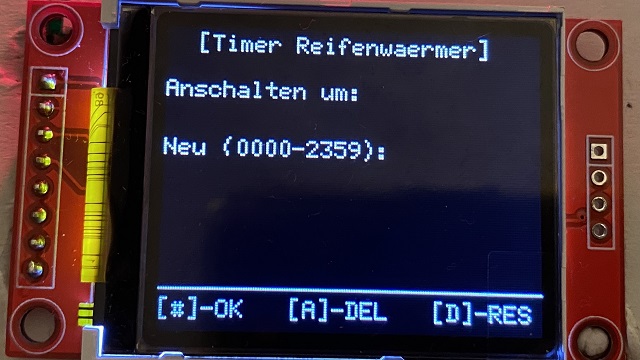 [Timer Reifenwaermer]
Anschalten um:
Neu (0000-2359):
[#]-OK [A]-DEL [D]-RES